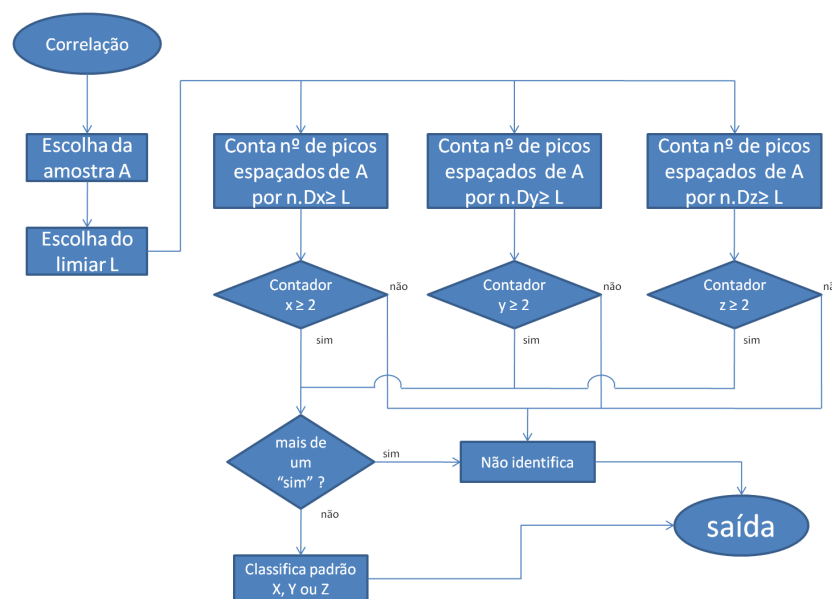 Correlação
Escolha da
amostra A
Escolha do
limiar L
Conta nº de picos
espaçados de A
por n.Dx≥ L
Conta nº de picos
espaçados de A
por n.Dy≥ L
Conta nº de picos
espaçados de A
por n.Dz≥ L
Contador
x ≥ 2
não
sim
Contador
y ≥ 2
não
sim
Contador
z ≥ 2
sim
mais de
um
“sim” ?
sim
não
Não identifica
saída
Classifica padrão
X, Y ou Z